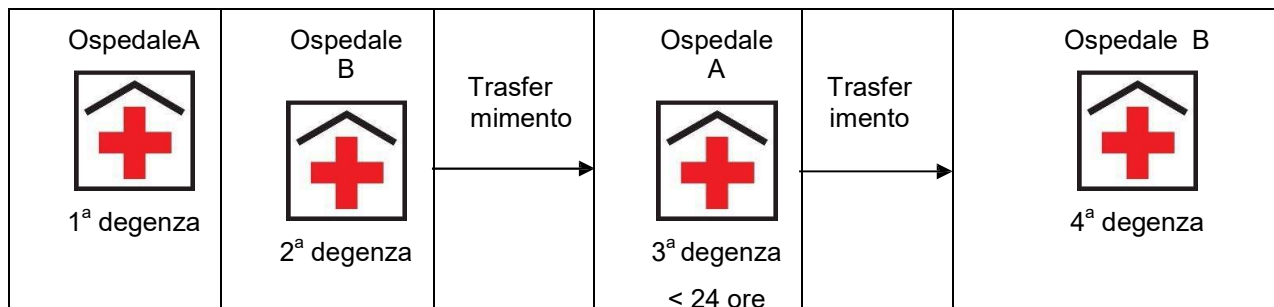 OspedaleA
1ª degenza
Ospedale
B
2ª degenza
Trasfer
mimento
Ospedale
A
3ª degenza
< 24 ore
Trasfer
imento
Ospedale B
4ª degenza